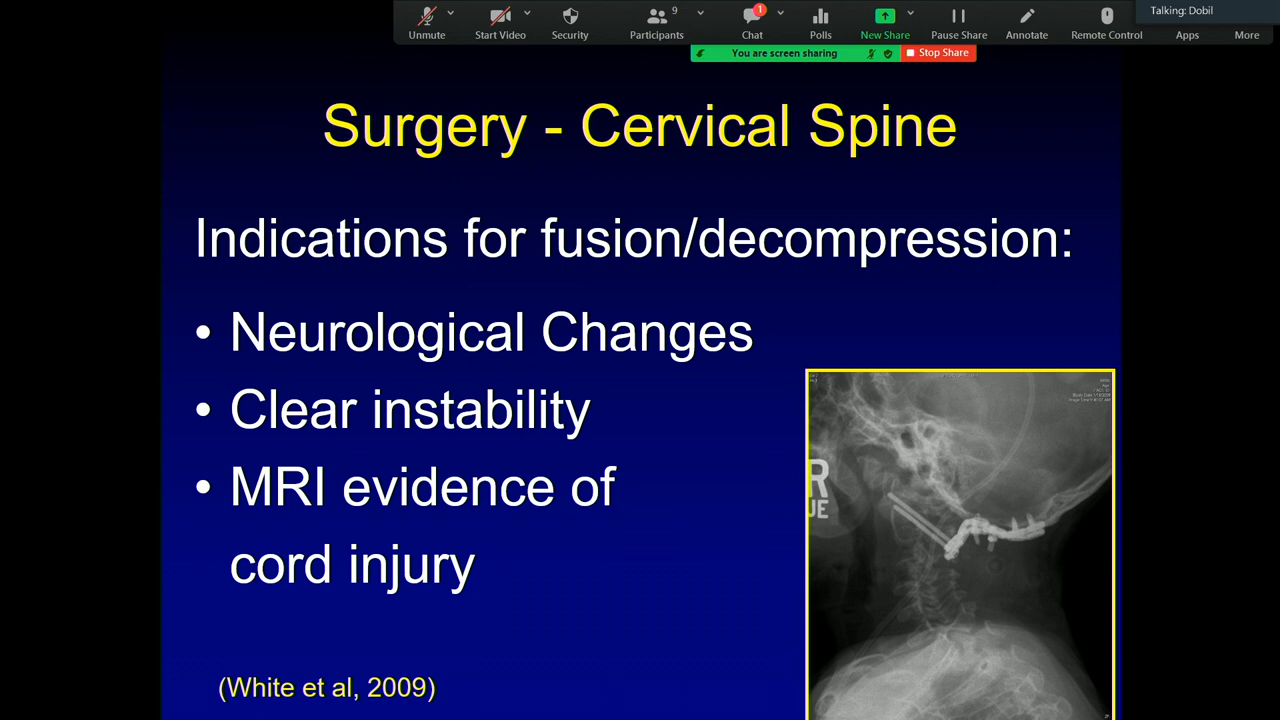 Talking: Dobil
9
1
Unmute
Start Video
Security
Participants
Chat
Polls
New Share
Pause Share
Annotate
Remote Control
Apps
More
You are screen sharing
Stop Share
Surgery - Cervical Spine
Indications for fusion/decompression:
• Neurological Changes
• Clear instability
• MRI evidence of
cord injury
R
UE
(White et al, 2009)